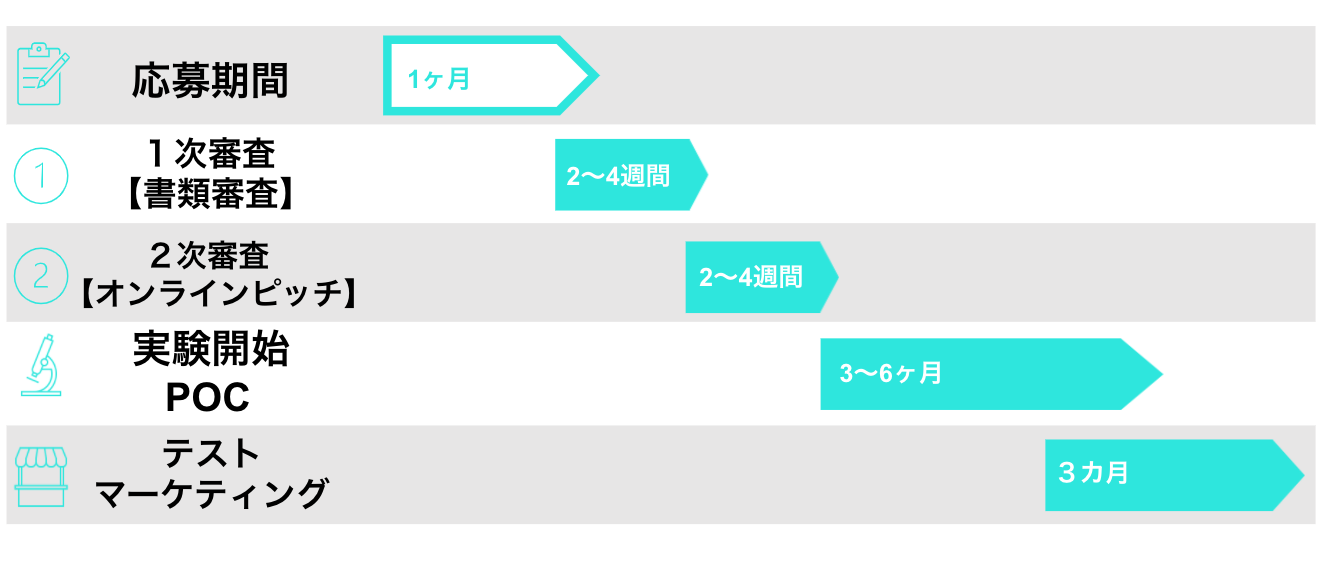 応募期間
1ヶ月
1
１次審査
【書類審査】
2〜4週間
2
２次審査
【オンラインピッチ】
2〜4週間
実験開始
POC
3〜6ヶ月
テスト
マーケティング
３カ月